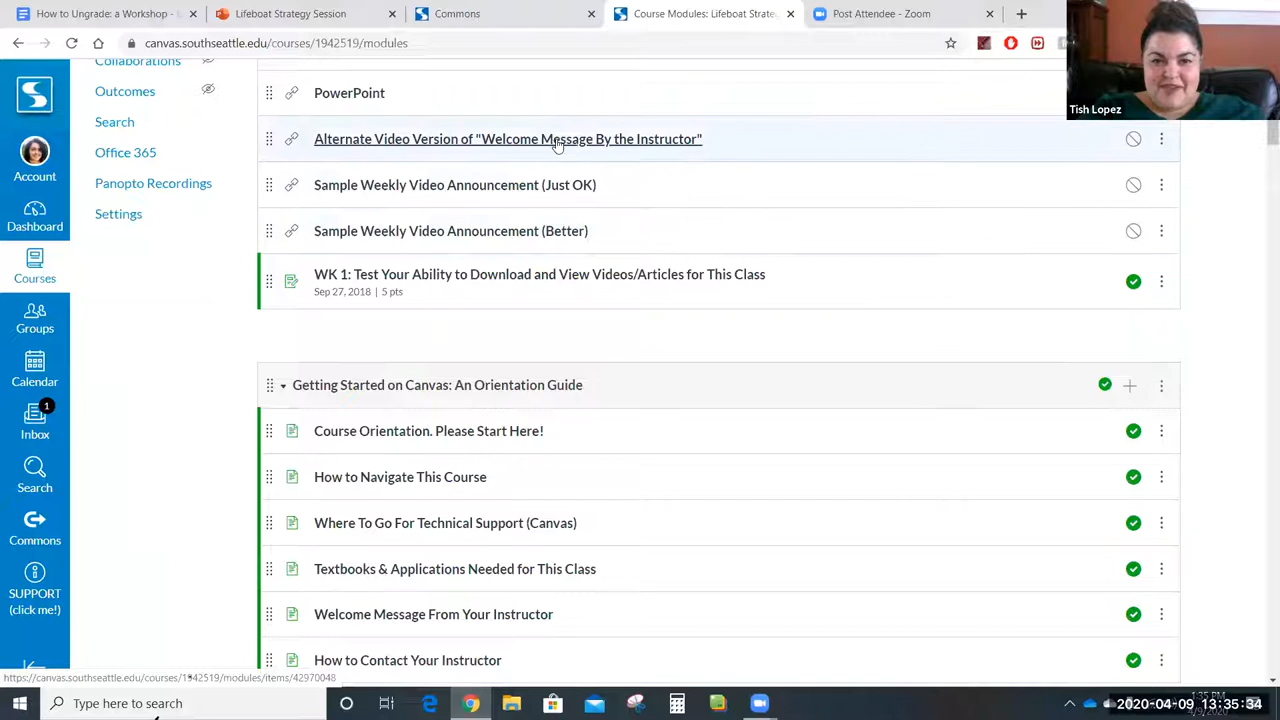 How to Ungrade: a Workshop -
Lifeboat Strategy Session
Commons
Course Modules: Lifeboat Strate
Post Attendee - Zoom
canvas.southseattle.edu/courses/1942519/modules
Tish Lopez
Account
Dashboard
Courses
Groups
Calendar
1
Inbox
Search
Commons
SUPPORT
(click me!)
Collaborations
Outcomes
Search
Office 365
Panopto Recordings
Settings
PowerPoint
Alternate Video Version of "Welcome Message By the Instructor"
Sample Weekly Video Announcement (Just OK)
Sample Weekly Video Announcement (Better)
WK 1: Test Your Ability to Download and View Videos/Articles for This Class
Sep 27, 2018 | 5 pts
Getting Started on Canvas: An Orientation Guide
Course Orientation. Please Start Here!
How to Navigate This Course
Where To Go For Technical Support (Canvas)
Textbooks & Applications Needed for This Class
Welcome Message From Your Instructor
How to Contact Your Instructor
https://canvas.southseattle.edu/courses/1942519/modules/items/42970048
Type here to search
1:35 PM
2020-04-09 13:35:34
4/9/2020